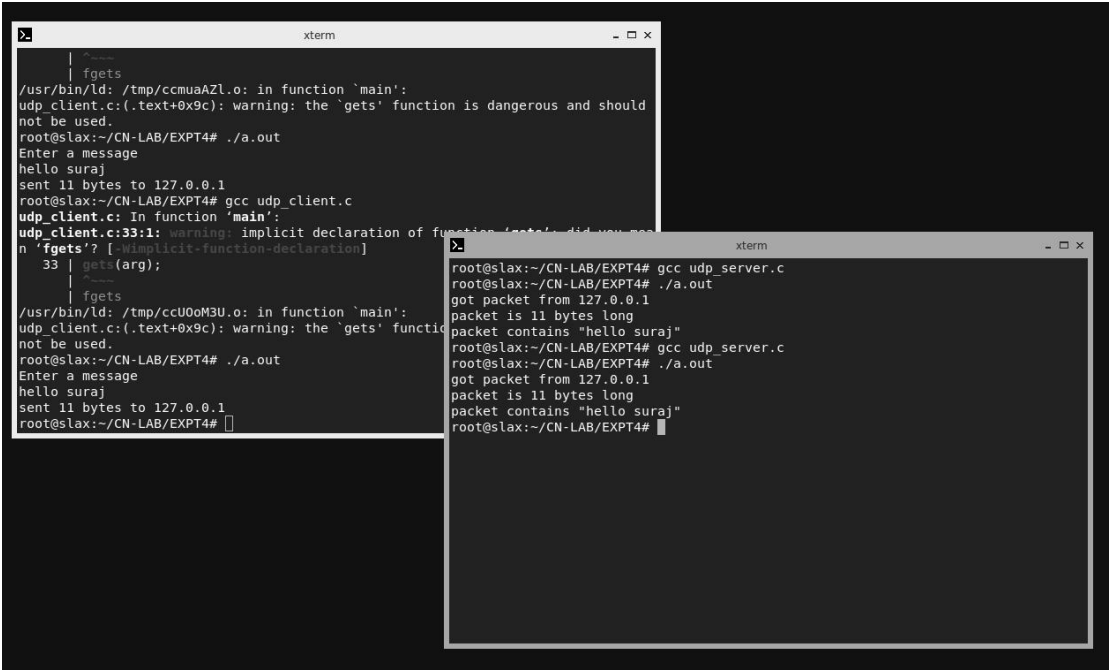 xterm
| ^~~~
| fgets
/usr/bin/ld: /tmp/ccmuaAZl.o: in function `main':
udp_client.c:(.text+0x9c): warning: the `gets' function is dangerous and should
not be used.
root@slax:~/CN-LAB/EXPT4# ./a.out
Enter a message
hello suraj
sent 11 bytes to 127.0.0.1
root@slax:~/CN-LAB/EXPT4# gcc udp_client.c
udp_client.c: In function ‘main’:
udp_client.c:33:1: warning: implicit declaration of function ‘gets’; did you mea
n ‘fgets’? [-Wimplicit-function-declaration]
33 | gets(arg);
| ^~~~
| fgets
/usr/bin/ld: /tmp/ccUOoM3U.o: in function `main':
udp_client.c:(.text+0x9c): warning: the `gets' functio
not be used.
root@slax:~/CN-LAB/EXPT4# ./a.out
Enter a message
hello suraj
sent 11 bytes to 127.0.0.1
root@slax:~/CN-LAB/EXPT4#
xterm
root@slax:~/CN-LAB/EXPT4# gcc udp_server.c
root@slax:~/CN-LAB/EXPT4# ./a.out
got packet from 127.0.0.1
packet is 11 bytes long
packet contains "hello suraj"
root@slax:~/CN-LAB/EXPT4# gcc udp_server.c
root@slax:~/CN-LAB/EXPT4# ./a.out
got packet from 127.0.0.1
packet is 11 bytes long
packet contains "hello suraj"
root@slax:~/CN-LAB/EXPT4#